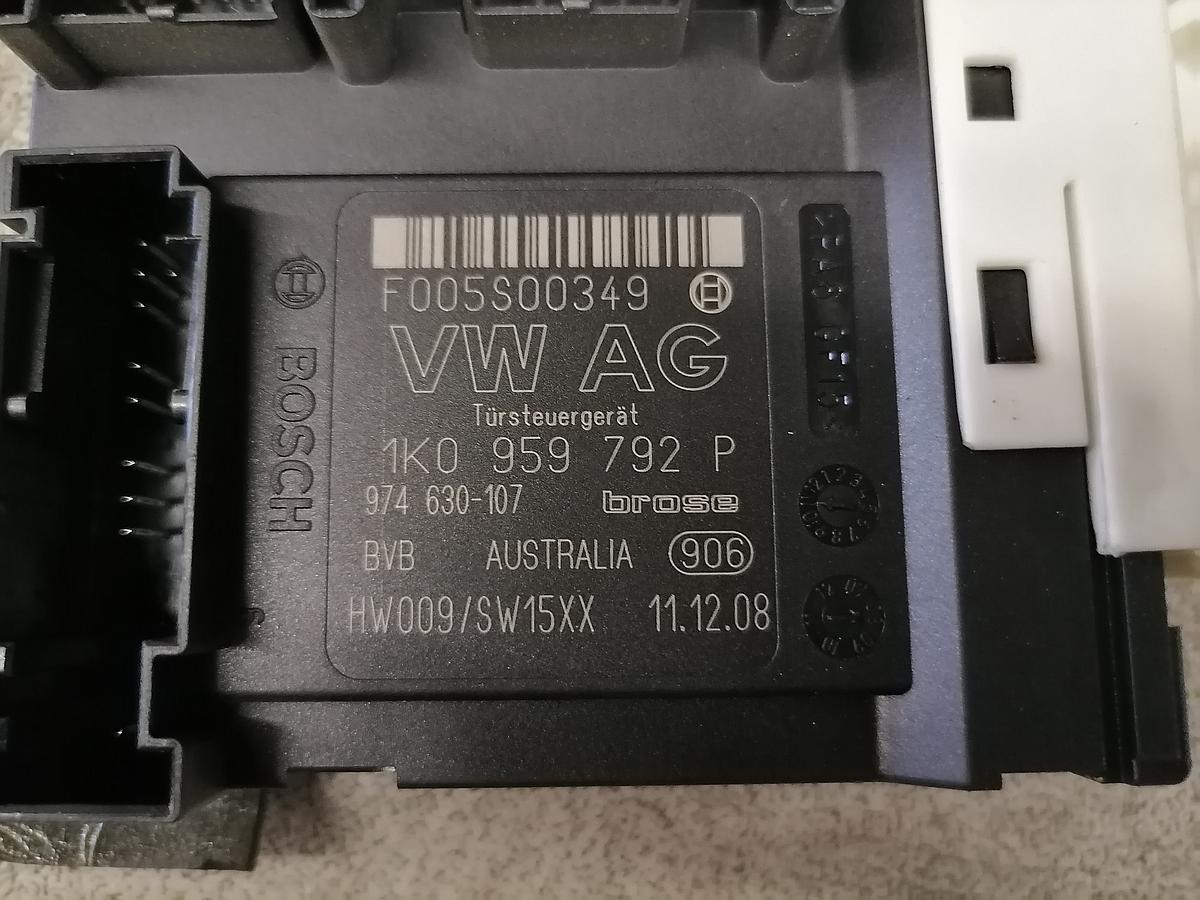 F005S00349
VW AG
Türsteuergerät
1K0 959 792 P
974 630-107 brose
BVB AUSTRALIA 906
HW009/SW15XX 11.12.08
BOSCH